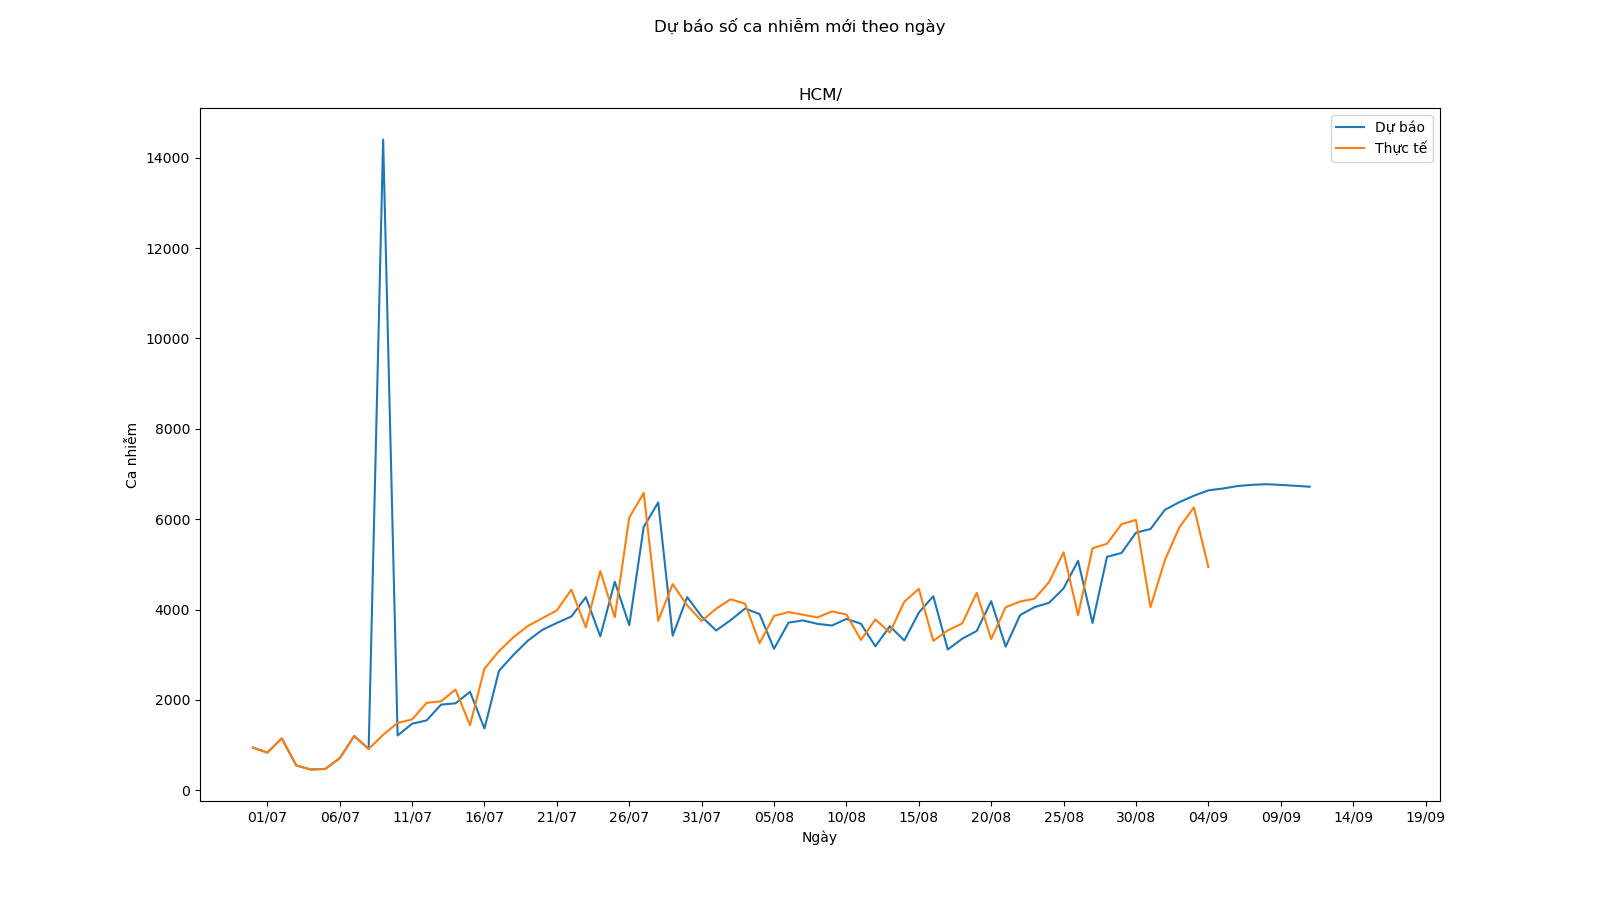 Dự báo số ca nhiễm mới theo ngày
HCM/
Dự báo
Thực tế
14000
12000
10000
8000
6000
4000
2000
0
Ca nhiễm
01/07 06/07 11/07 16/07 21/07 26/07 31/07 05/08 10/08 15/08 20/08 25/08 30/08 04/09 09/09 14/09 19/09
Ngày